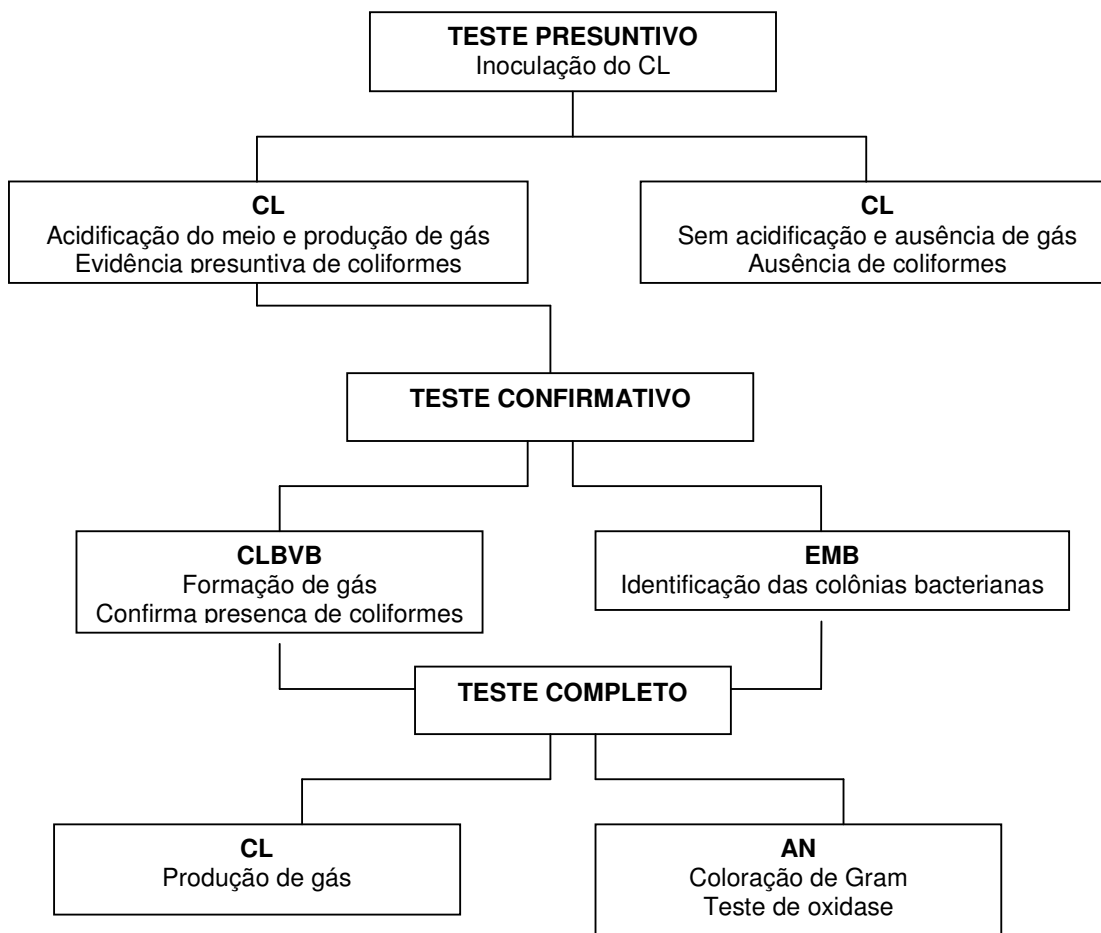 TESTE PRESUNTIVO
Inoculação do CL
CL
Acidificação do meio e produção de gás
Evidência presuntiva de coliformes
CL
Sem acidificação e ausência de gás
Ausência de coliformes
TESTE CONFIRMATIVO
CLBVB
Formação de gás
Confirma presenca de coliformes
EMB
Identificação das colônias bacterianas
TESTE COMPLETO
CL
Produção de gás
AN
Coloração de Gram
Teste de oxidase